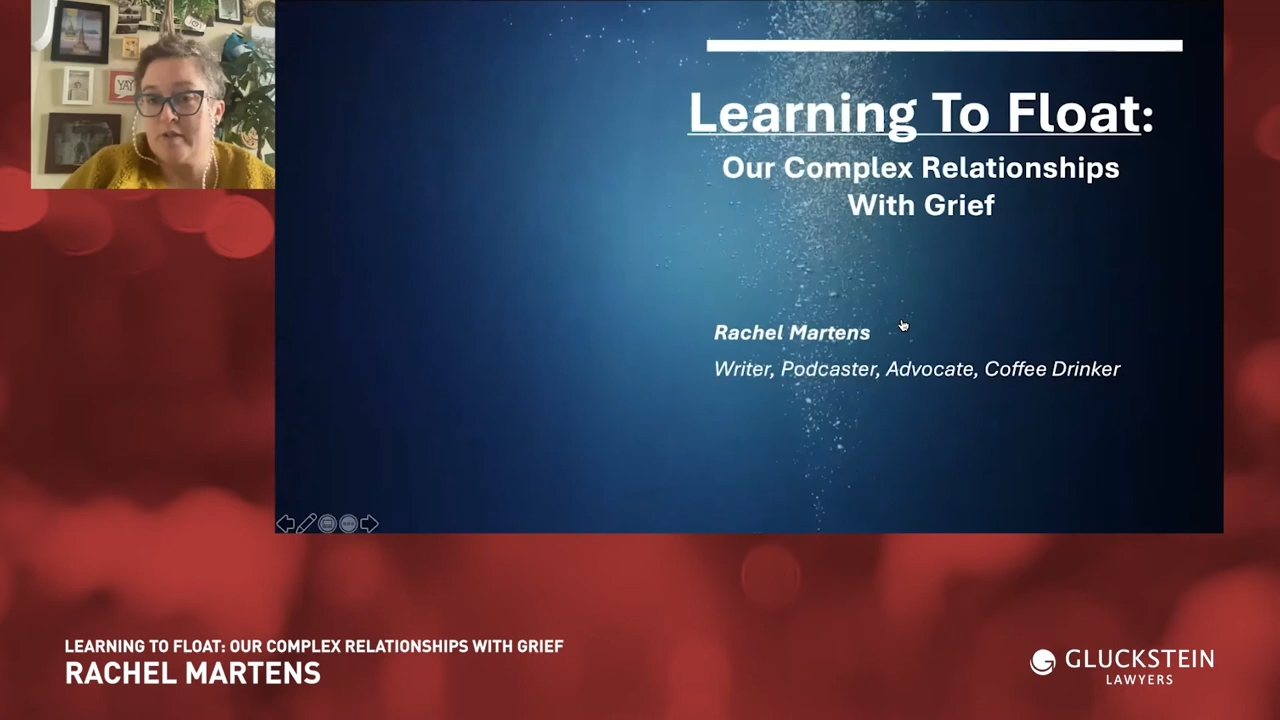 YAY
Learning To Float:
Our Complex Relationships
With Grief
Rachel Martens
Writer, Podcaster, Advocate, Coffee Drinker
LEARNING TO FLOAT: OUR COMPLEX RELATIONSHIPS WITH GRIEF
RACHEL MARTENS
GLUCKSTEIN
LAWYERS